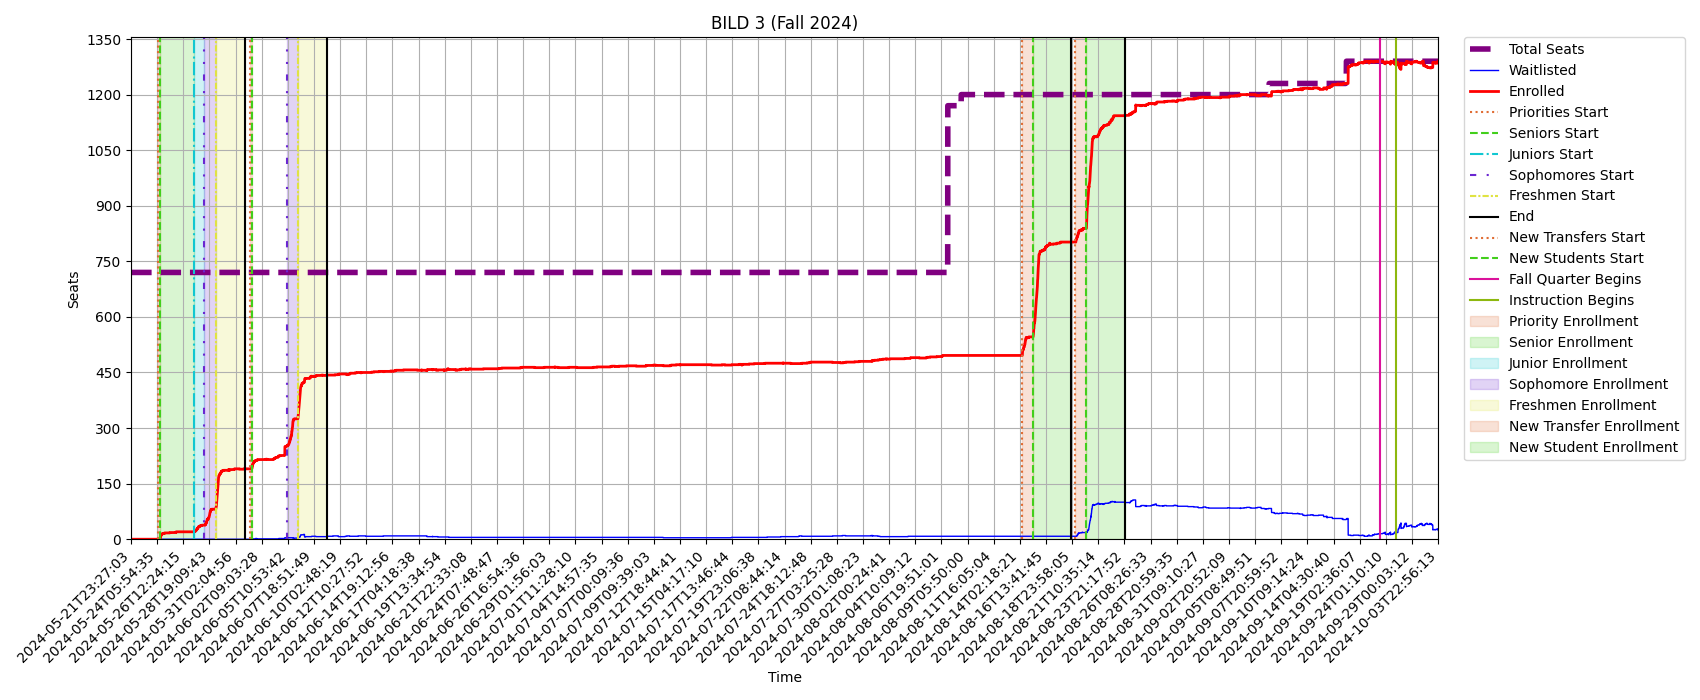 BILD 3 (Fall 2024)
Seats
1350
1200
1050
900
750
600
450
300
150
0
2024-05-21T23:27:03
2024-05-24T05:54:35
2024-05-26T12:24:15
2024-05-28T19:09:43
2024-05-31T02:04:56
2024-06-02T09:03:28
2024-06-05T10:53:42
2024-06-07T18:51:49
2024-06-10T02:48:19
2024-06-12T10:27:52
2024-06-14T19:12:56
2024-06-17T04:18:38
2024-06-19T13:34:54
2024-06-21T22:33:08
2024-06-24T07:48:47
2024-06-26T16:54:36
2024-06-29T01:56:03
2024-07-01T11:28:10
2024-07-04T14:57:35
2024-07-07T00:09:36
2024-07-09T09:39:03
2024-07-12T18:44:41
2024-07-15T04:17:10
2024-07-17T13:46:44
2024-07-19T23:06:38
2024-07-22T08:44:14
2024-07-24T18:12:48
2024-07-27T03:25:28
2024-07-30T01:08:23
2024-08-02T01:00:24:41
2024-08-04T10:09:12
2024-08-06T19:51:01
2024-08-09T05:50:00
2024-08-11T16:05:04
2024-08-14T02:18:21
2024-08-16T13:41:45
2024-08-18T23:58:05
2024-08-21T10:35:14
2024-08-23T21:17:52
2024-08-26T08:26:33
2024-08-28T20:59:35
2024-08-31T09:10:27
2024-09-02T20:52:09
2024-09-05T08:49:51
2024-09-07T20:59:52
2024-09-10T09:14:24
2024-09-14T04:30:40
2024-09-19T02:36:07
2024-09-24T01:10:10
2024-09-29T00:03:12
2024-10-03T22:56:13
Time
Total Seats
Waitlisted
Enrolled
Priorities Start
Seniors Start
Juniors Start
Sophomores Start
Freshmen Start
End
New Transfers Start
New Students Start
Fall Quarter Begins
Instruction Begins
Priority Enrollment
Senior Enrollment
Junior Enrollment
Sophomore Enrollment
Freshmen Enrollment
New Transfer Enrollment
New Student Enrollment